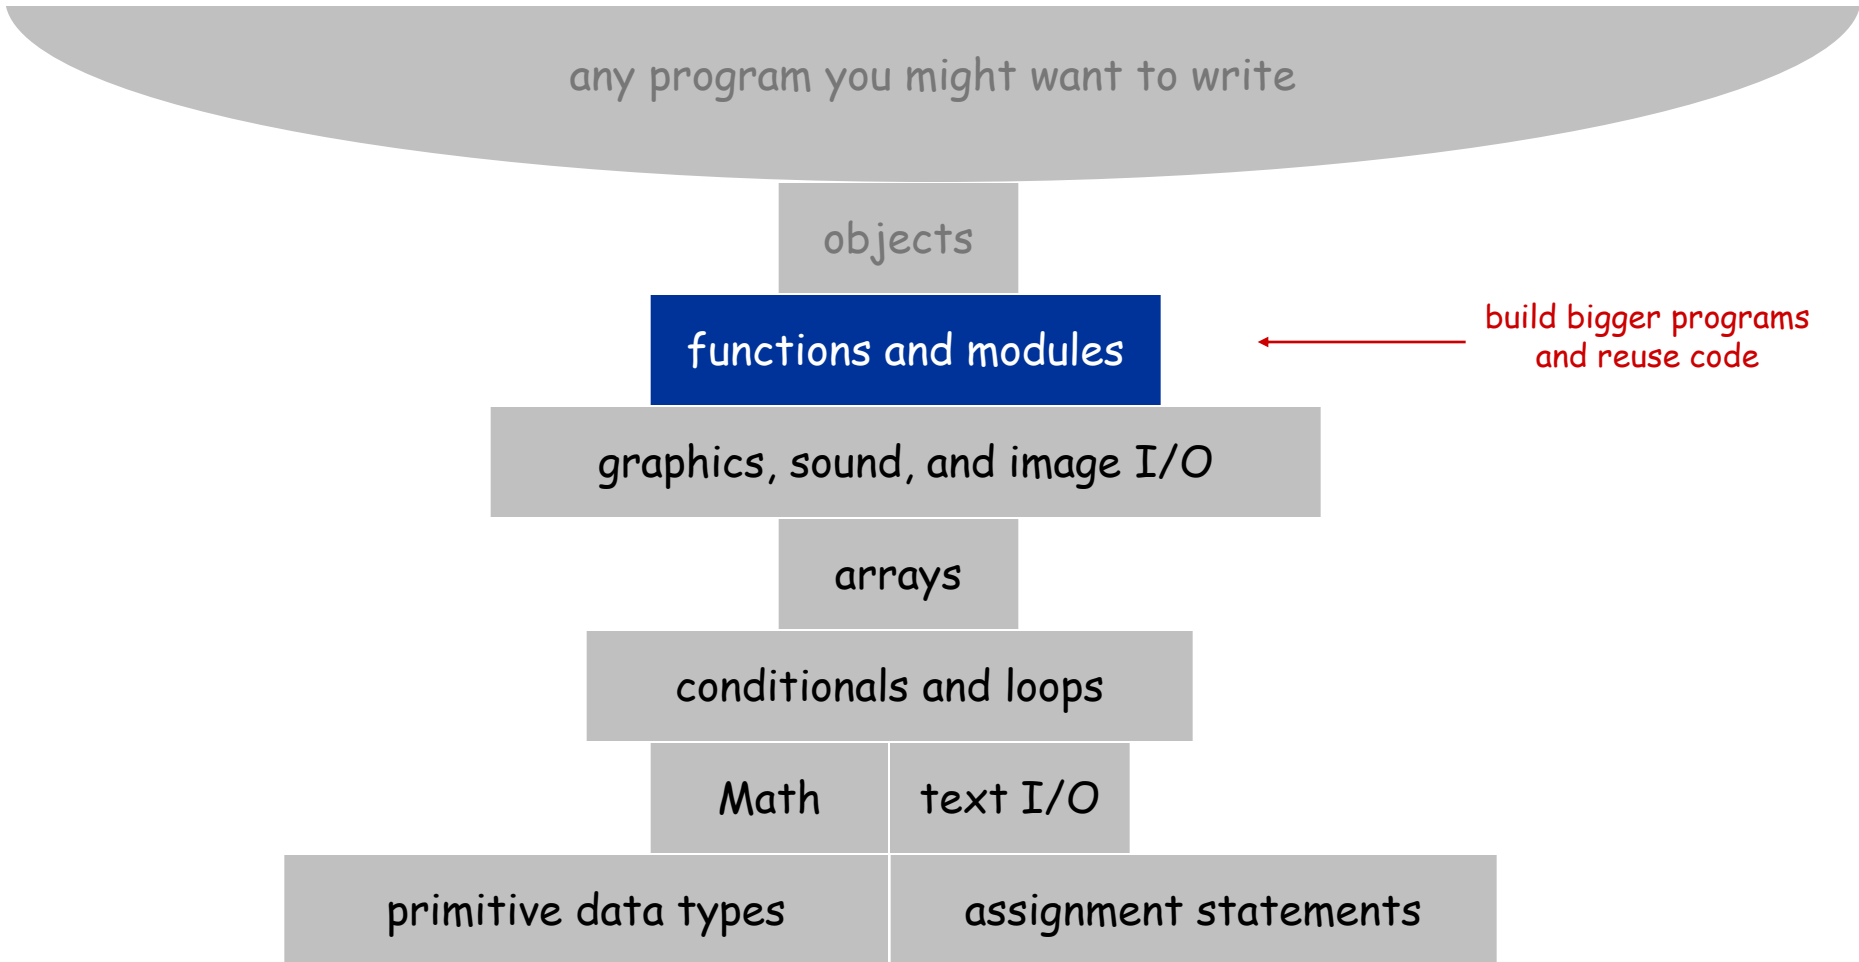 any program you might want to write
objects
functions and modules
build bigger programs
and reuse code
graphics, sound, and image I/O
arrays
conditionals and loops
Math
text I/O
primitive data types
assignment statements